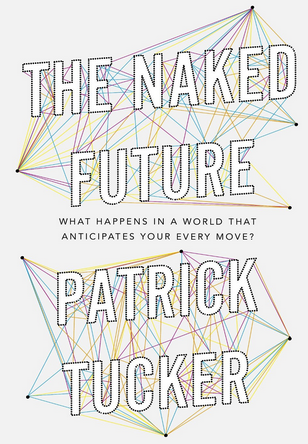 THE NAKED
FUTURE
WHAT HAPPENS IN A WORLD THAT
ANTICIPATES YOUR EVERY MOVE?
PATRICK
TUCKER